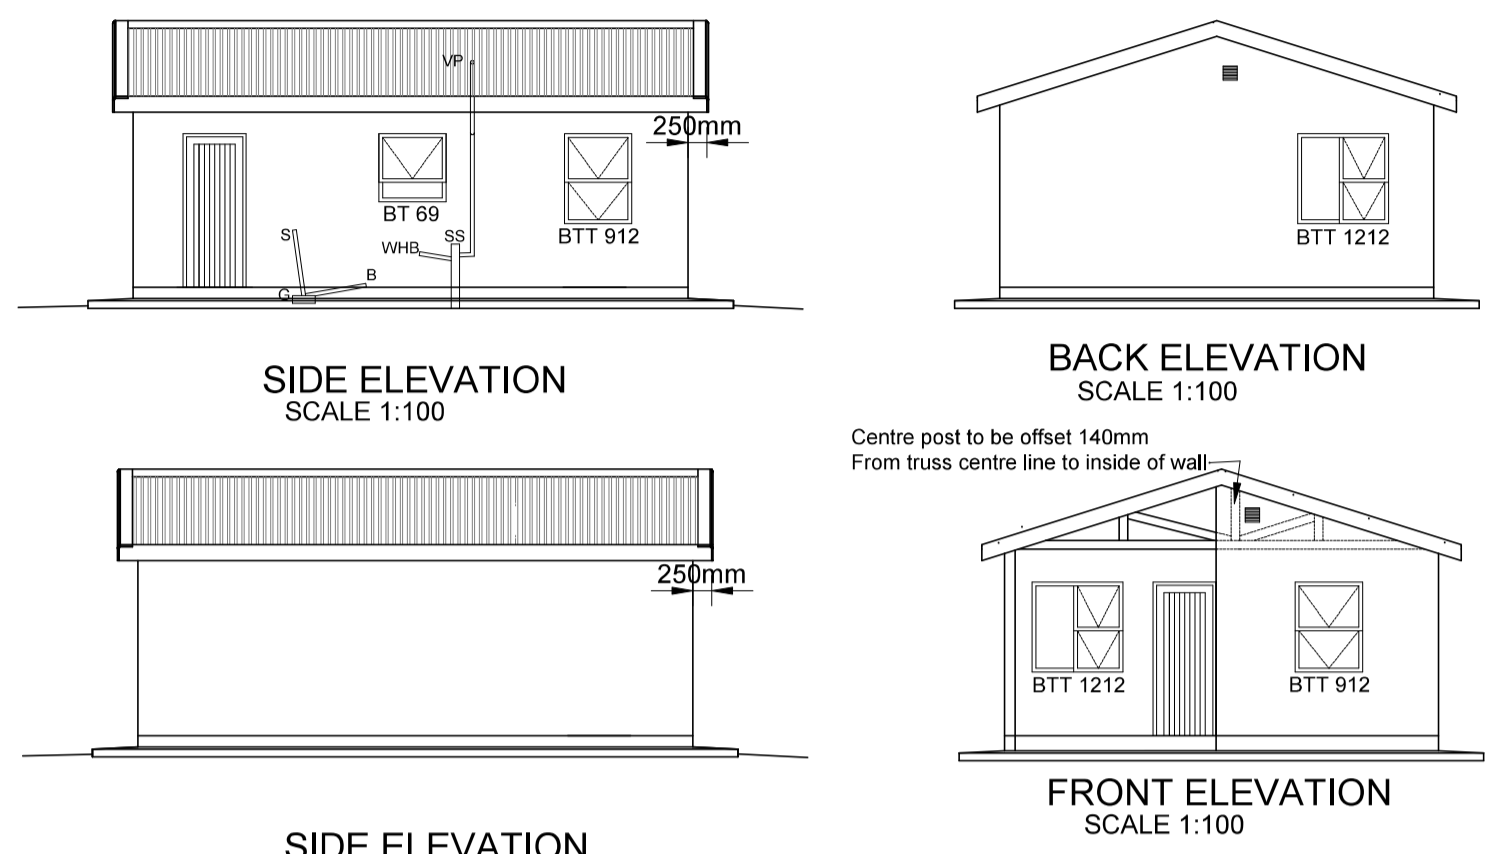 VP
250mm
BT 69
BTT 912
S
WHB
SS
B
G
SIDE ELEVATION
SCALE 1:100
BTT 1212
BACK ELEVATION
SCALE 1:100
250mm
SIDE ELEVATION
Centre post to be offset 140mm
From truss centre line to inside of wall
BTT 1212
BTT 912
FRONT ELEVATION
SCALE 1:100